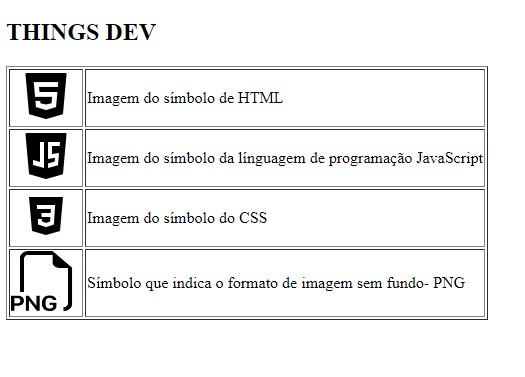 THINGS DEV
5
Imagem do símbolo de HTML
JS
Imagem do símbolo da línguagem de programação JavaScript
3
Imagem do símbolo do CSS
PNG
Símbolo que indica o formato de imagem sem fundo- PNG